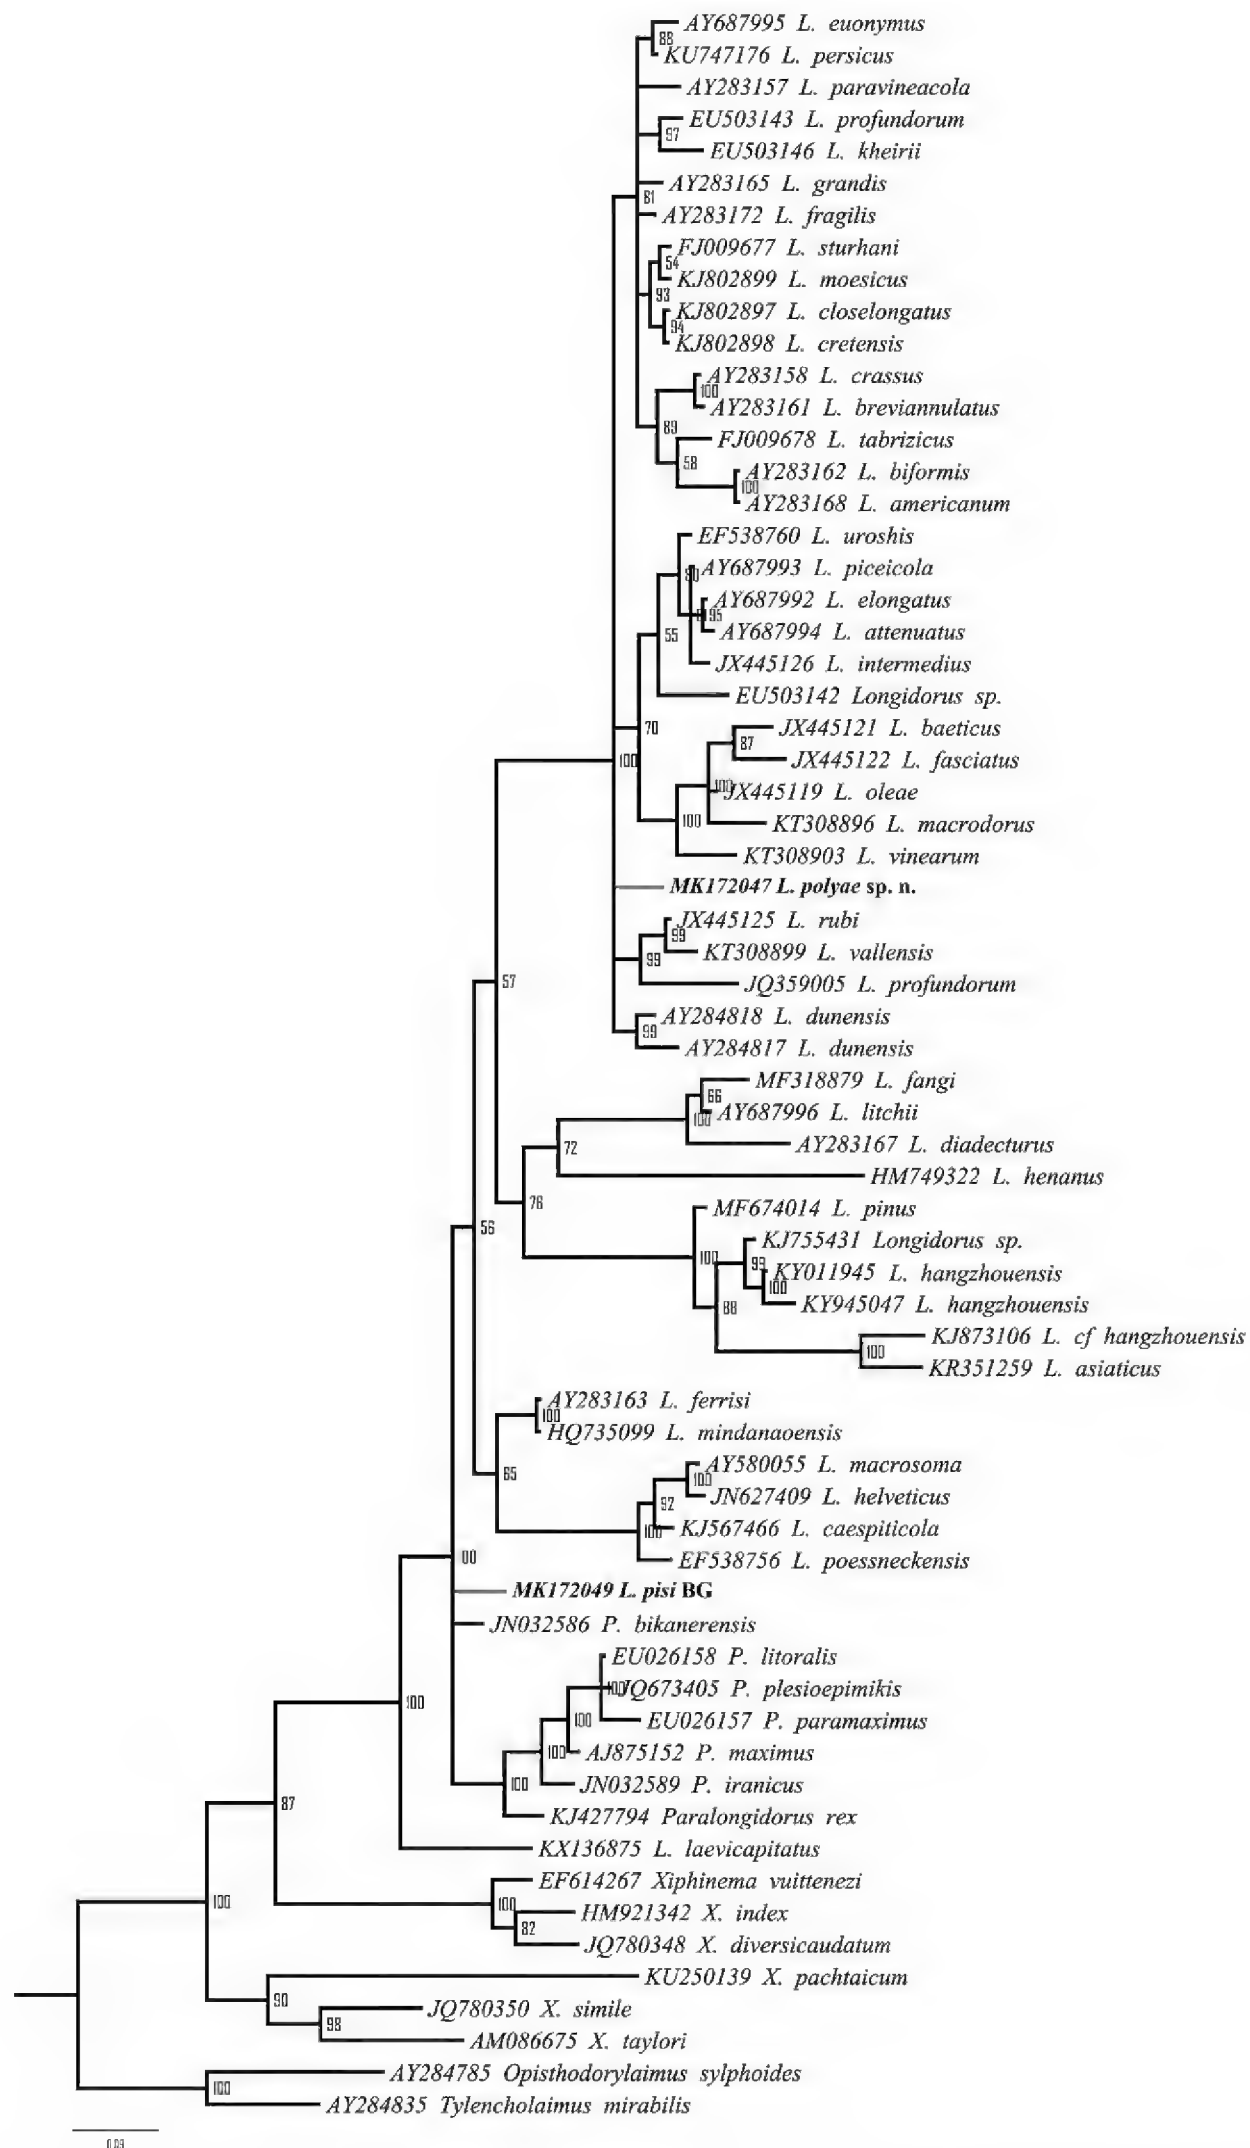 AY687995 L. euonymus
88
KU747176 L. persicus
AY283157 L. paravineacola
EU503143 L. profundorum
97
EU503146 L. kheirii
AY283165 L. grandis
81
AY283172 L. fragilis
FJ009677 L. sturhani
54
KJ802899 L. moesicus
93
KJ802897 L. closelongatus
94
KJ802898 L. cretensis
AY283158 L. crassus
100
AY283161 L. breviannulatus
89
FJ009678 L. tabrizicus
58
AY283162 L. biformis
100
AY283168 L. americanum
EF538760 L. uroshis
90
AY687993 L. piceicola
AY687992 L. elongatus
95
AY687994 L. attenuatus
55
JX445126 L. intermedius
EU503142 Longidorus sp.
70
JX445121 L. baeticus
87
JX445122 L. fasciatus
100
100
JX445119 L. oleae
100
KT308896 L. macrodorus
KT308903 L. vinearum
MK172047 L. polyae sp. n.
JX445125 L. rubi
99
KT308899 L. vallensis
99
JQ359005 L. profundorum
57
AY284818 L. dunensis
99
AY284817 L. dunensis
MF318879 L. fangi
66
AY687996 L. litchii
100
AY283167 L. diadecturus
72
HM749322 L. henanus
76
MF674014 L. pinus
56
KJ755431 Longidorus sp.
100
99
KY011945 L. hangzhouensis
100
KY945047 L. hangzhouensis
88
KJ873106 L. cf hangzhouensis
100
KR351259 L. asiaticus
AY283163 L. ferrisi
100
HQ735099 L. mindanaoensis
65
AY580055 L. macrosoma
100
JN627409 L. helveticus
92
KJ567466 L. caespiticola
100
EF538756 L. poessneckensis
100
MK172049 L. pisi BG
JN032586 P. bikanerensis
EU026158 P. litoralis
100
JQ673405 P. plesioepimikis
100
EU026157 P. paramaximus
100
AJ875152 P. maximus
100
JN032589 P. iranicus
100
KJ427794 Paralongidorus rex
87
KX136875 L. laevicapitatus
EF614267 Xiphinema vuittenezi
100
100
HM921342 X. index
82
JQ780348 X. diversicaudatum
KU250139 X. pachtaicum
90
JQ780350 X. simile
98
AM086675 X. taylori
AY284785 Opisthodorylaimus sylphoides
100
AY284835 Tylencholaimus mirabilis